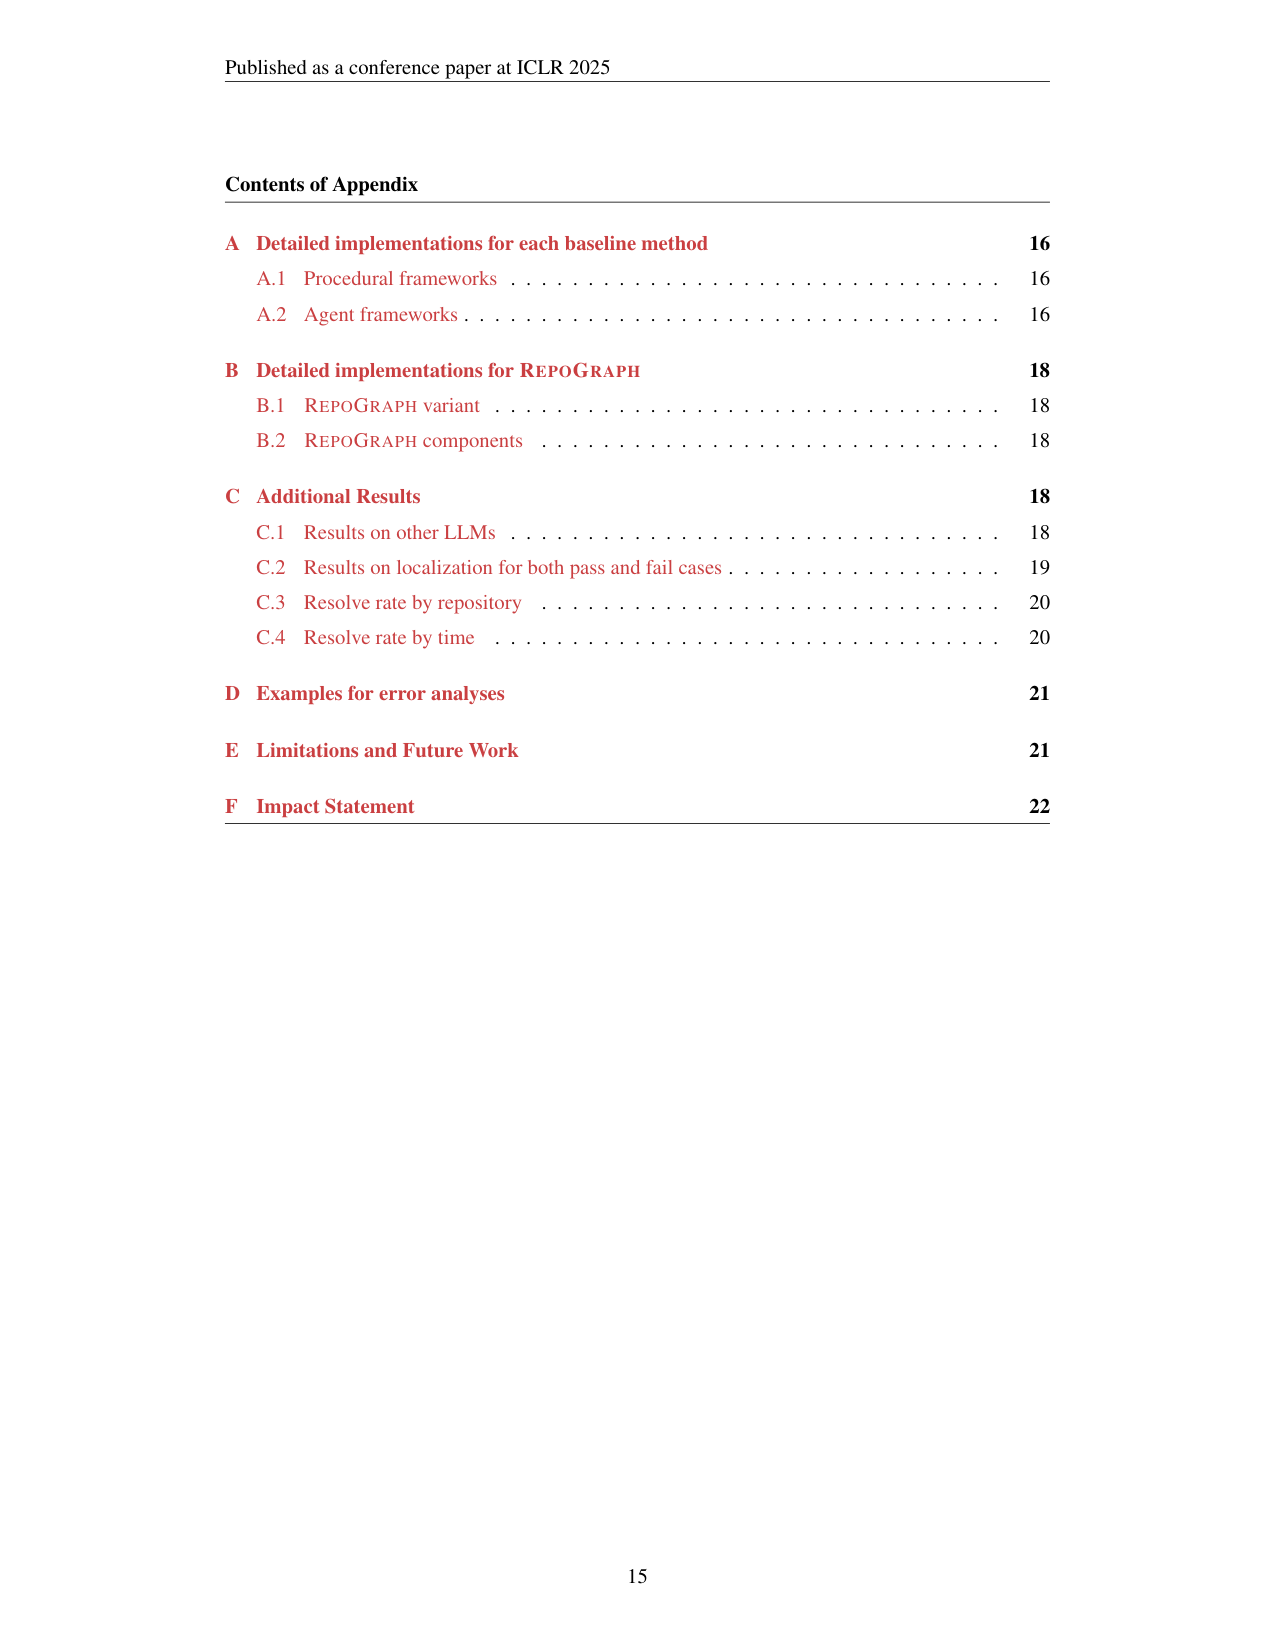 Published as a conference paper at ICLR 2025
Contents of Appendix
A Detailed implementations for each baseline method 16
A.1 Procedural frameworks . . . . . . . . . . . . . . . . . . . . . . . . . . . . . . . . 16
A.2 Agent frameworks . . . . . . . . . . . . . . . . . . . . . . . . . . . . . . . . . . . 16
B Detailed implementations for REPOGRAPH 18
B.1 REPOGRAPH variant . . . . . . . . . . . . . . . . . . . . . . . . . . . . . . . . . 18
B.2 REPOGRAPH components . . . . . . . . . . . . . . . . . . . . . . . . . . . . . . 18
C Additional Results 18
C.1 Results on other LLMs . . . . . . . . . . . . . . . . . . . . . . . . . . . . . . . . 18
C.2 Results on localization for both pass and fail cases . . . . . . . . . . . . . . . . . . 19
C.3 Resolve rate by repository . . . . . . . . . . . . . . . . . . . . . . . . . . . . . . 20
C.4 Resolve rate by time . . . . . . . . . . . . . . . . . . . . . . . . . . . . . . . . . 20
D Examples for error analyses 21
E Limitations and Future Work 21
F Impact Statement 22
15